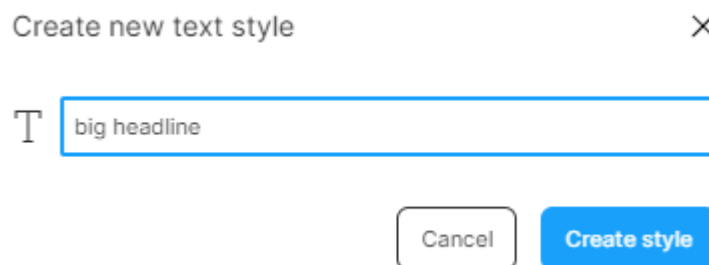 Create new text style
T
big headline
Cancel
Create style